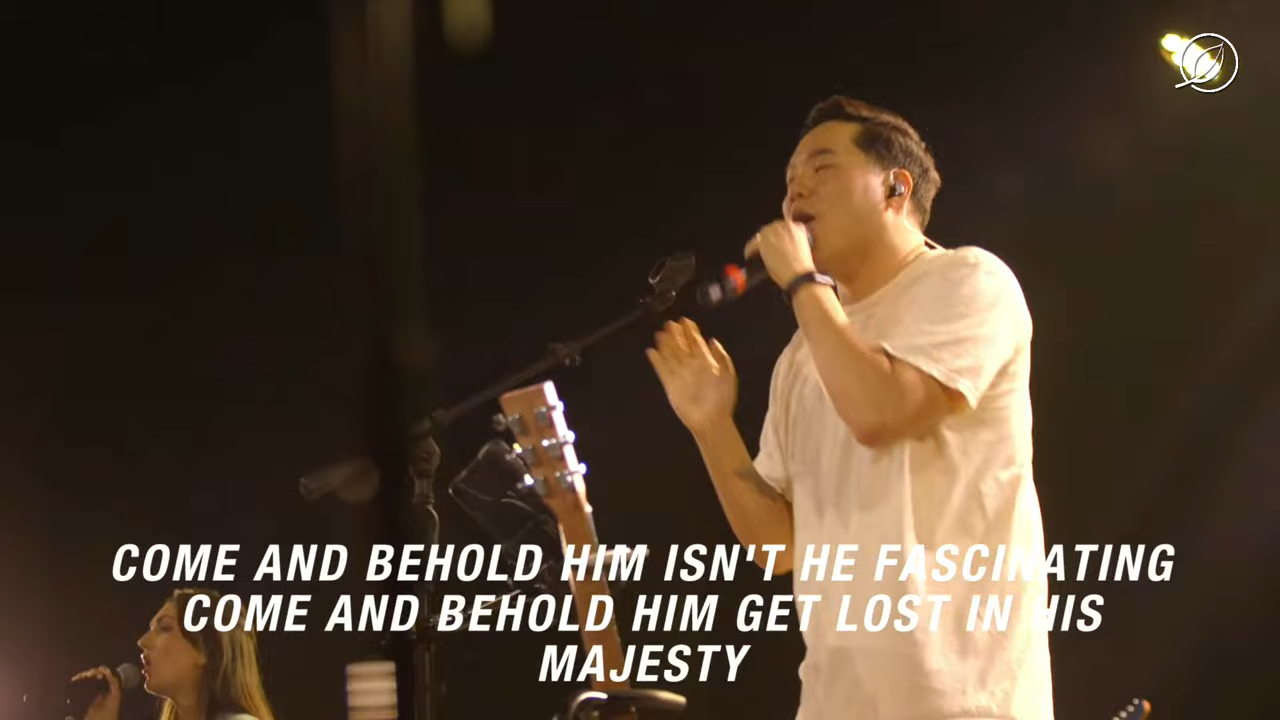 COME AND BEHOLD HIM ISN'T HE FASCINATING
COME AND BEHOLD HIM GET LOST IN HIS
MAJESTY